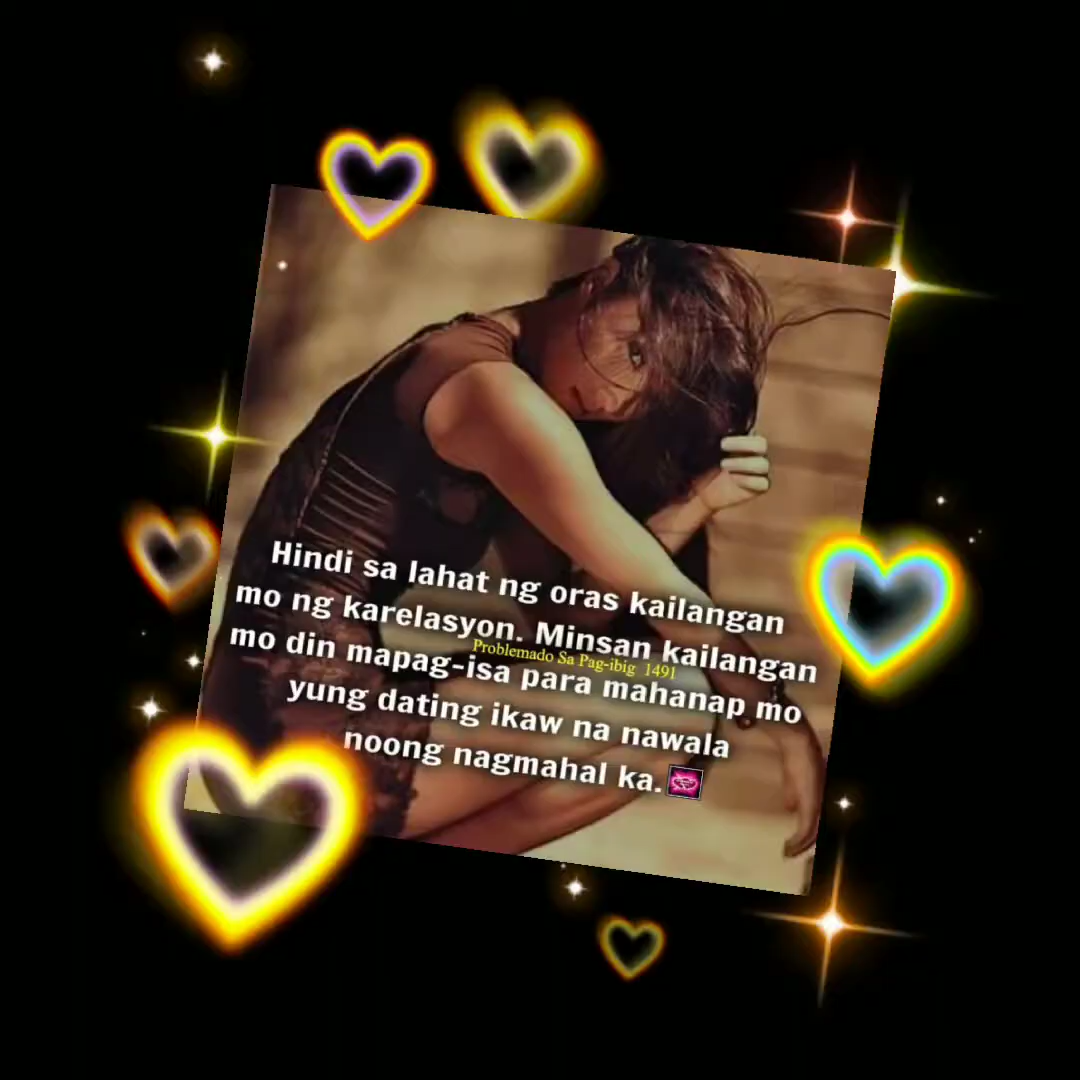 Hindi sa lahat ng oras kailangan
mo ng karelasyon. Minsan kailangan
Problemado Sa Pag-ibig 1491
mo din mapag-isa para mahanap mo
yung dating ikaw na nawala
noong nagmahal ka.